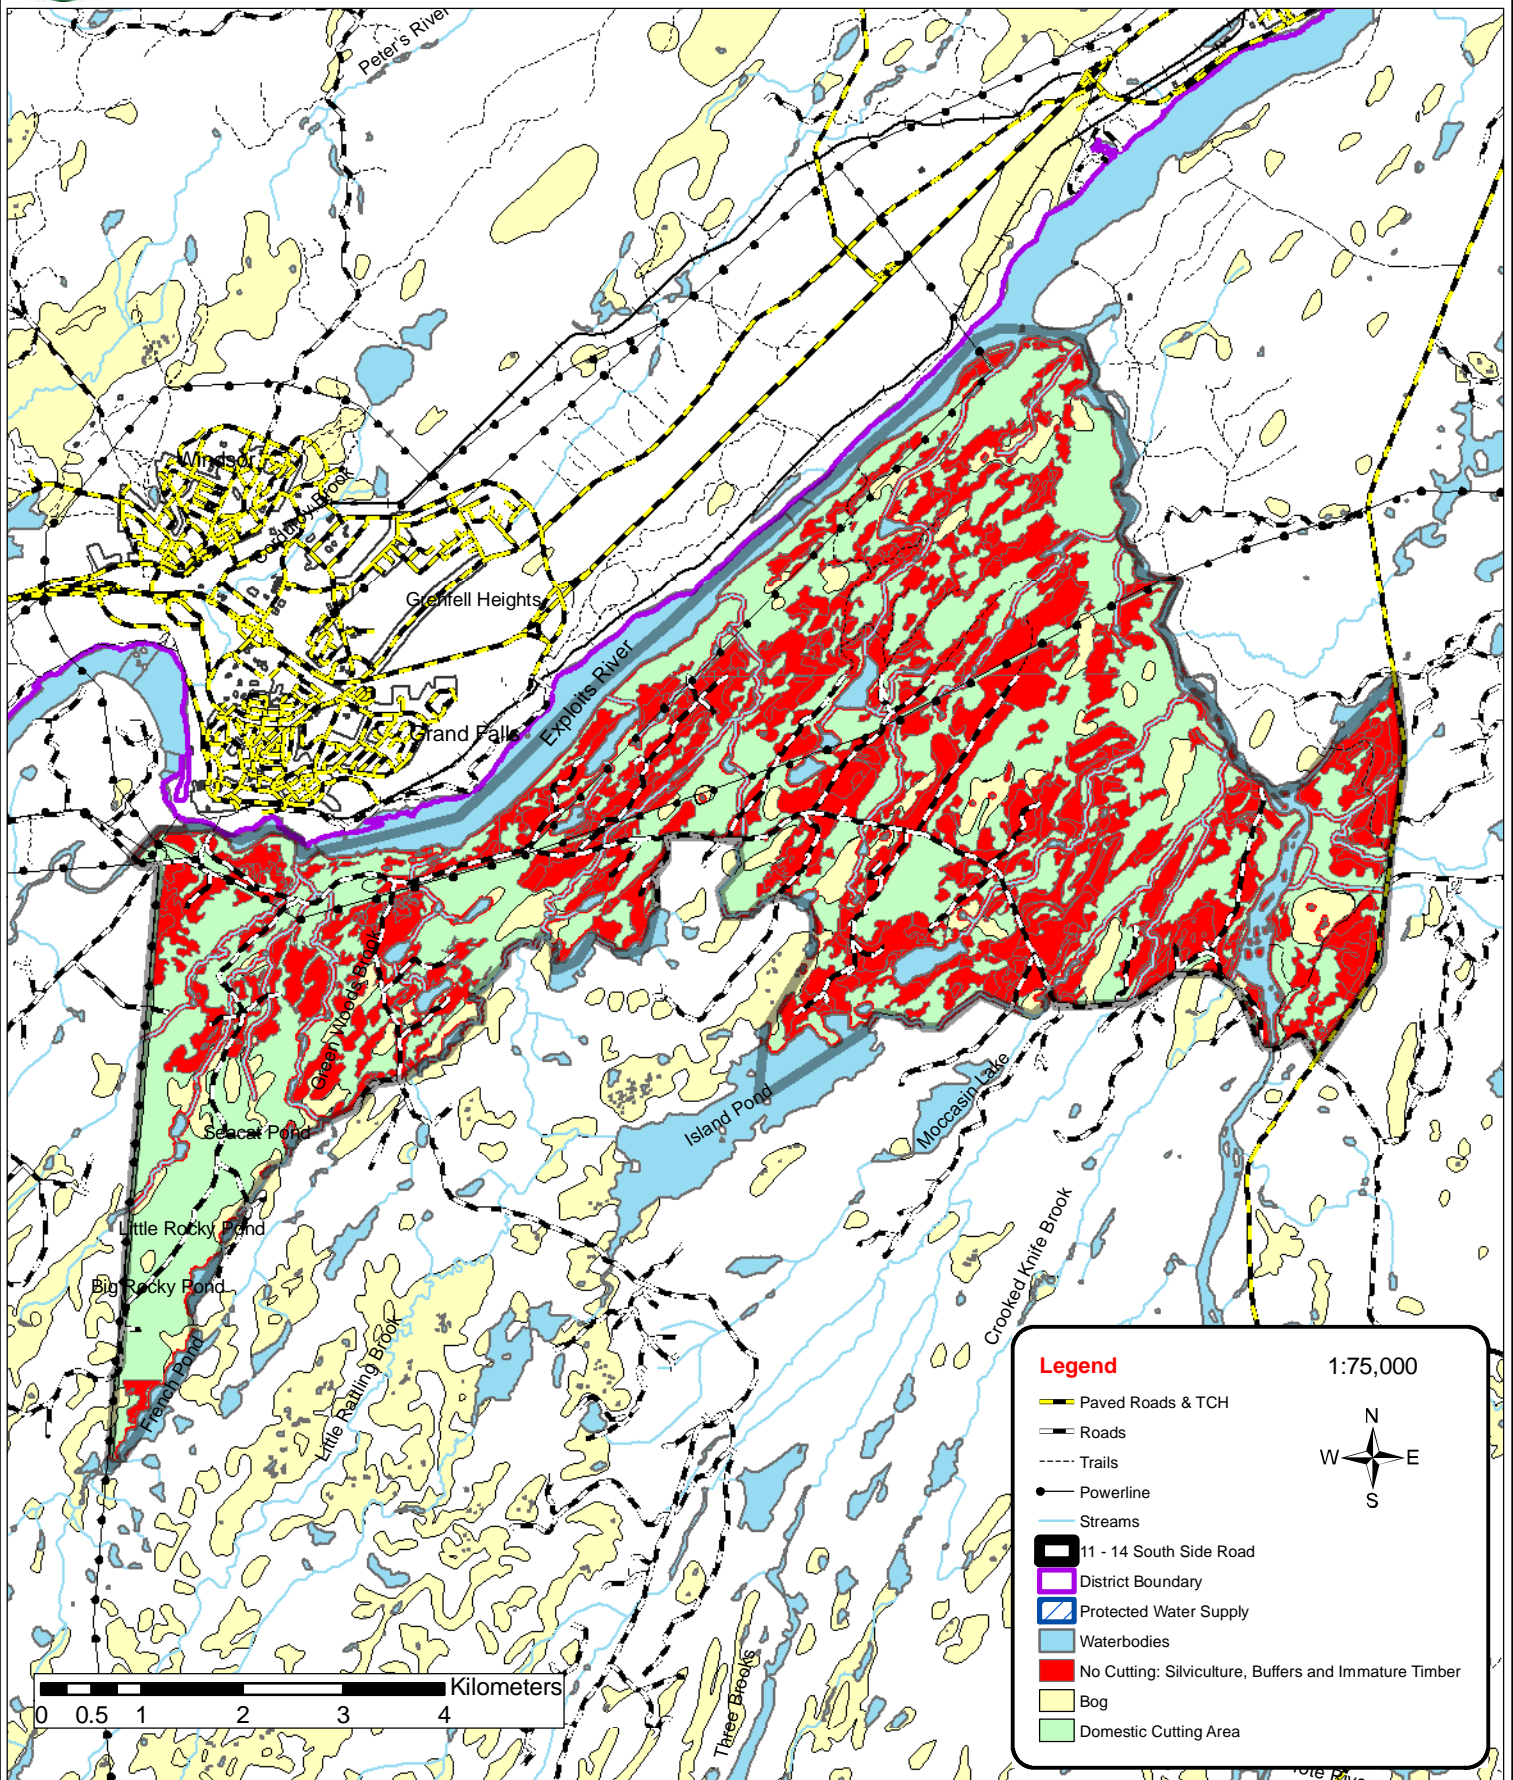 Peter's River
Windsor
Corduroy Brook
Grenfell Heights
Exploits River
Grand Falls
Green Woods Brook
Island Pond
Moccasin Lake
Seacat Pond
Little Rocky Pond
Big Rocky Pond
Crooked Knife Brook
French Pond
Little Rattling Brook
Three Brooks
Legend
1:75,000
Paved Roads & TCH
Roads
Trails
Powerline
Streams
11 - 14 South Side Road
District Boundary
Protected Water Supply
Waterbodies
No Cutting: Silviculture, Buffers and Immature Timber
Bog
Domestic Cutting Area
N
W E
S
Kilometers
0 0.5 1 2 3 4